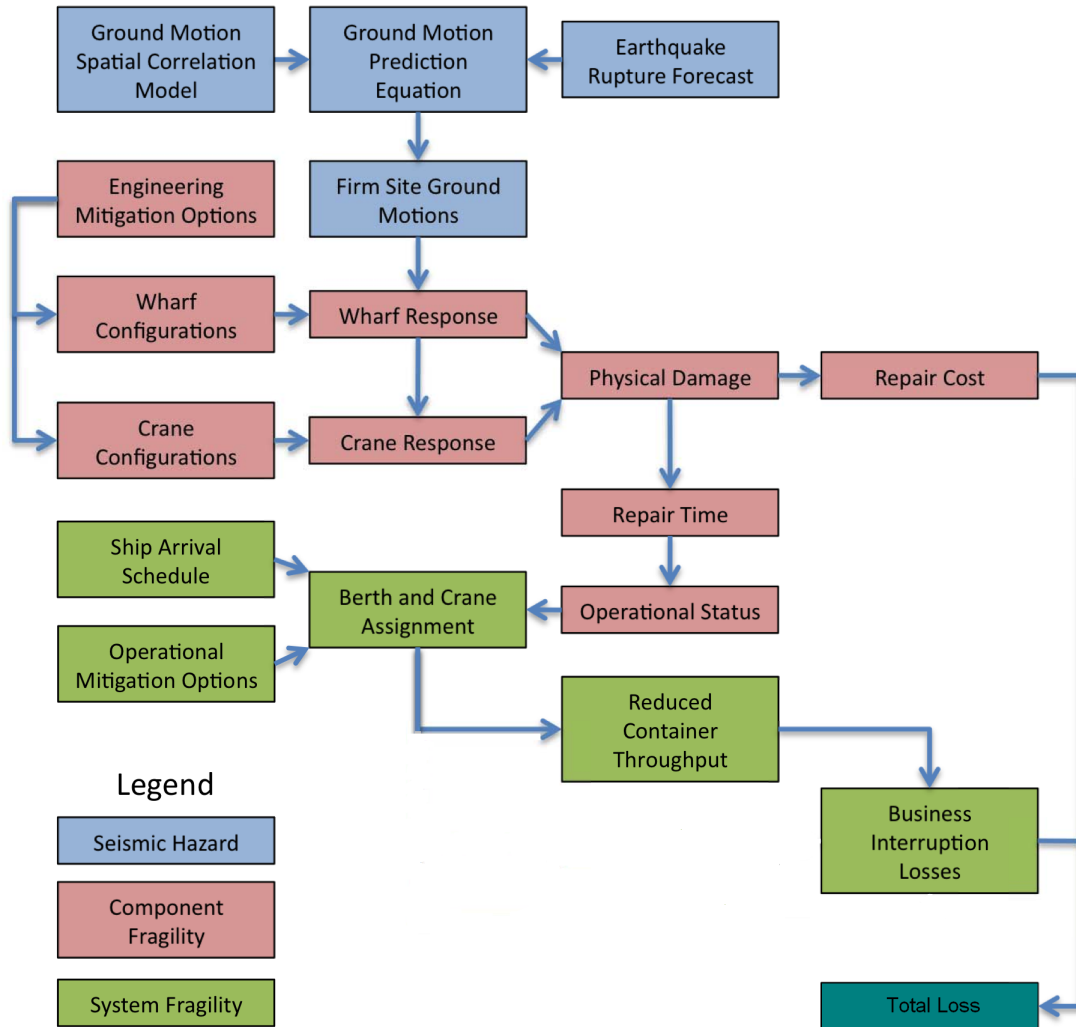 Ground Motion
Spatial Correlation
Model
Ground Motion
Prediction
Equation
Earthquake
Rupture Forecast
Engineering
Mitigation Options
Firm Site Ground
Motions
Wharf
Configurations
Wharf Response
Physical Damage
Repair Cost
Crane
Configurations
Crane Response
Repair Time
Ship Arrival
Schedule
Berth and Crane
Assignment
Operational Status
Operational
Mitigation Options
Reduced
Container
Throughput
Legend
Business
Interruption
Losses
Seismic Hazard
Component
Fragility
System Fragility
Total Loss